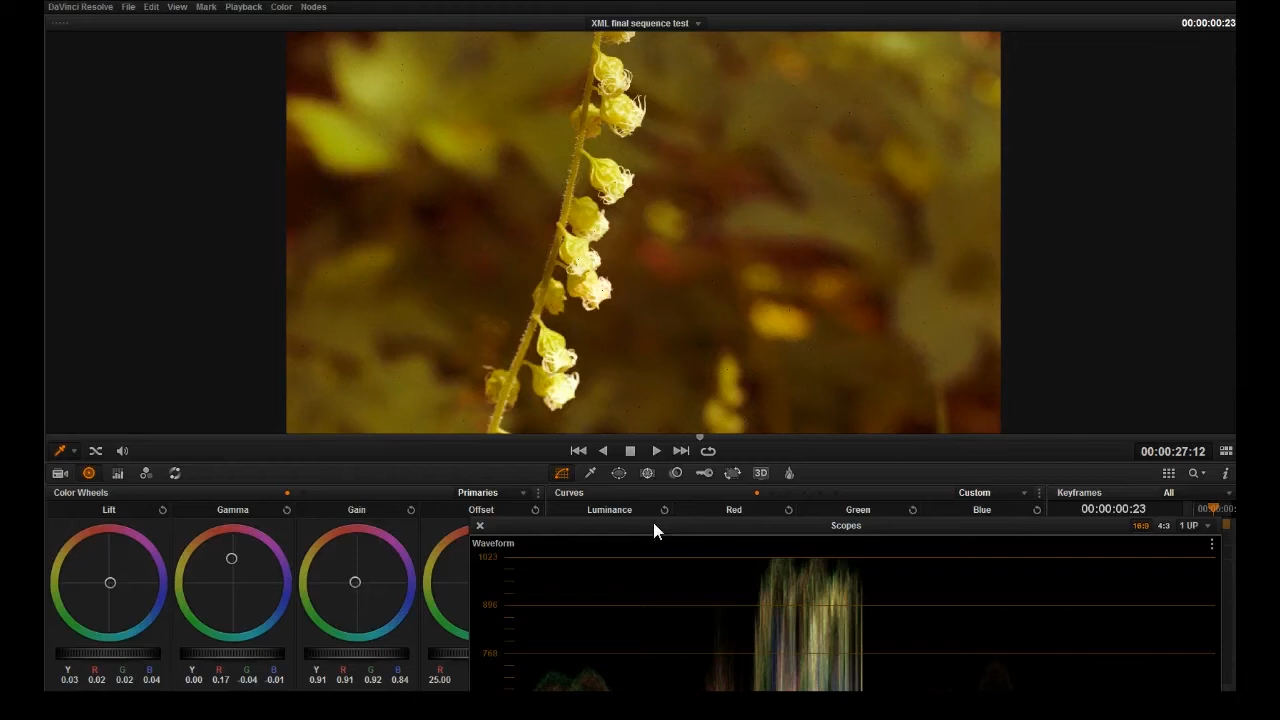 DaVinci Resolve File Edit View Mark Playback Color Nodes
XML final sequence test 00:00:00:23
00:00:27:12
3D
Color Wheels Primaries Curves Custom Keyframes All
Lift Gamma Gain Offset Luminance Red Green Blue 00:00:00:23
Scopes 16:9 4:3 1 UP
Waveform
1023
896
768
Y R G B Y R G B Y R G B R
0.03 0.02 0.02 0.04 0.00 0.17 -0.04 -0.01 0.91 0.91 0.92 0.84 25.00